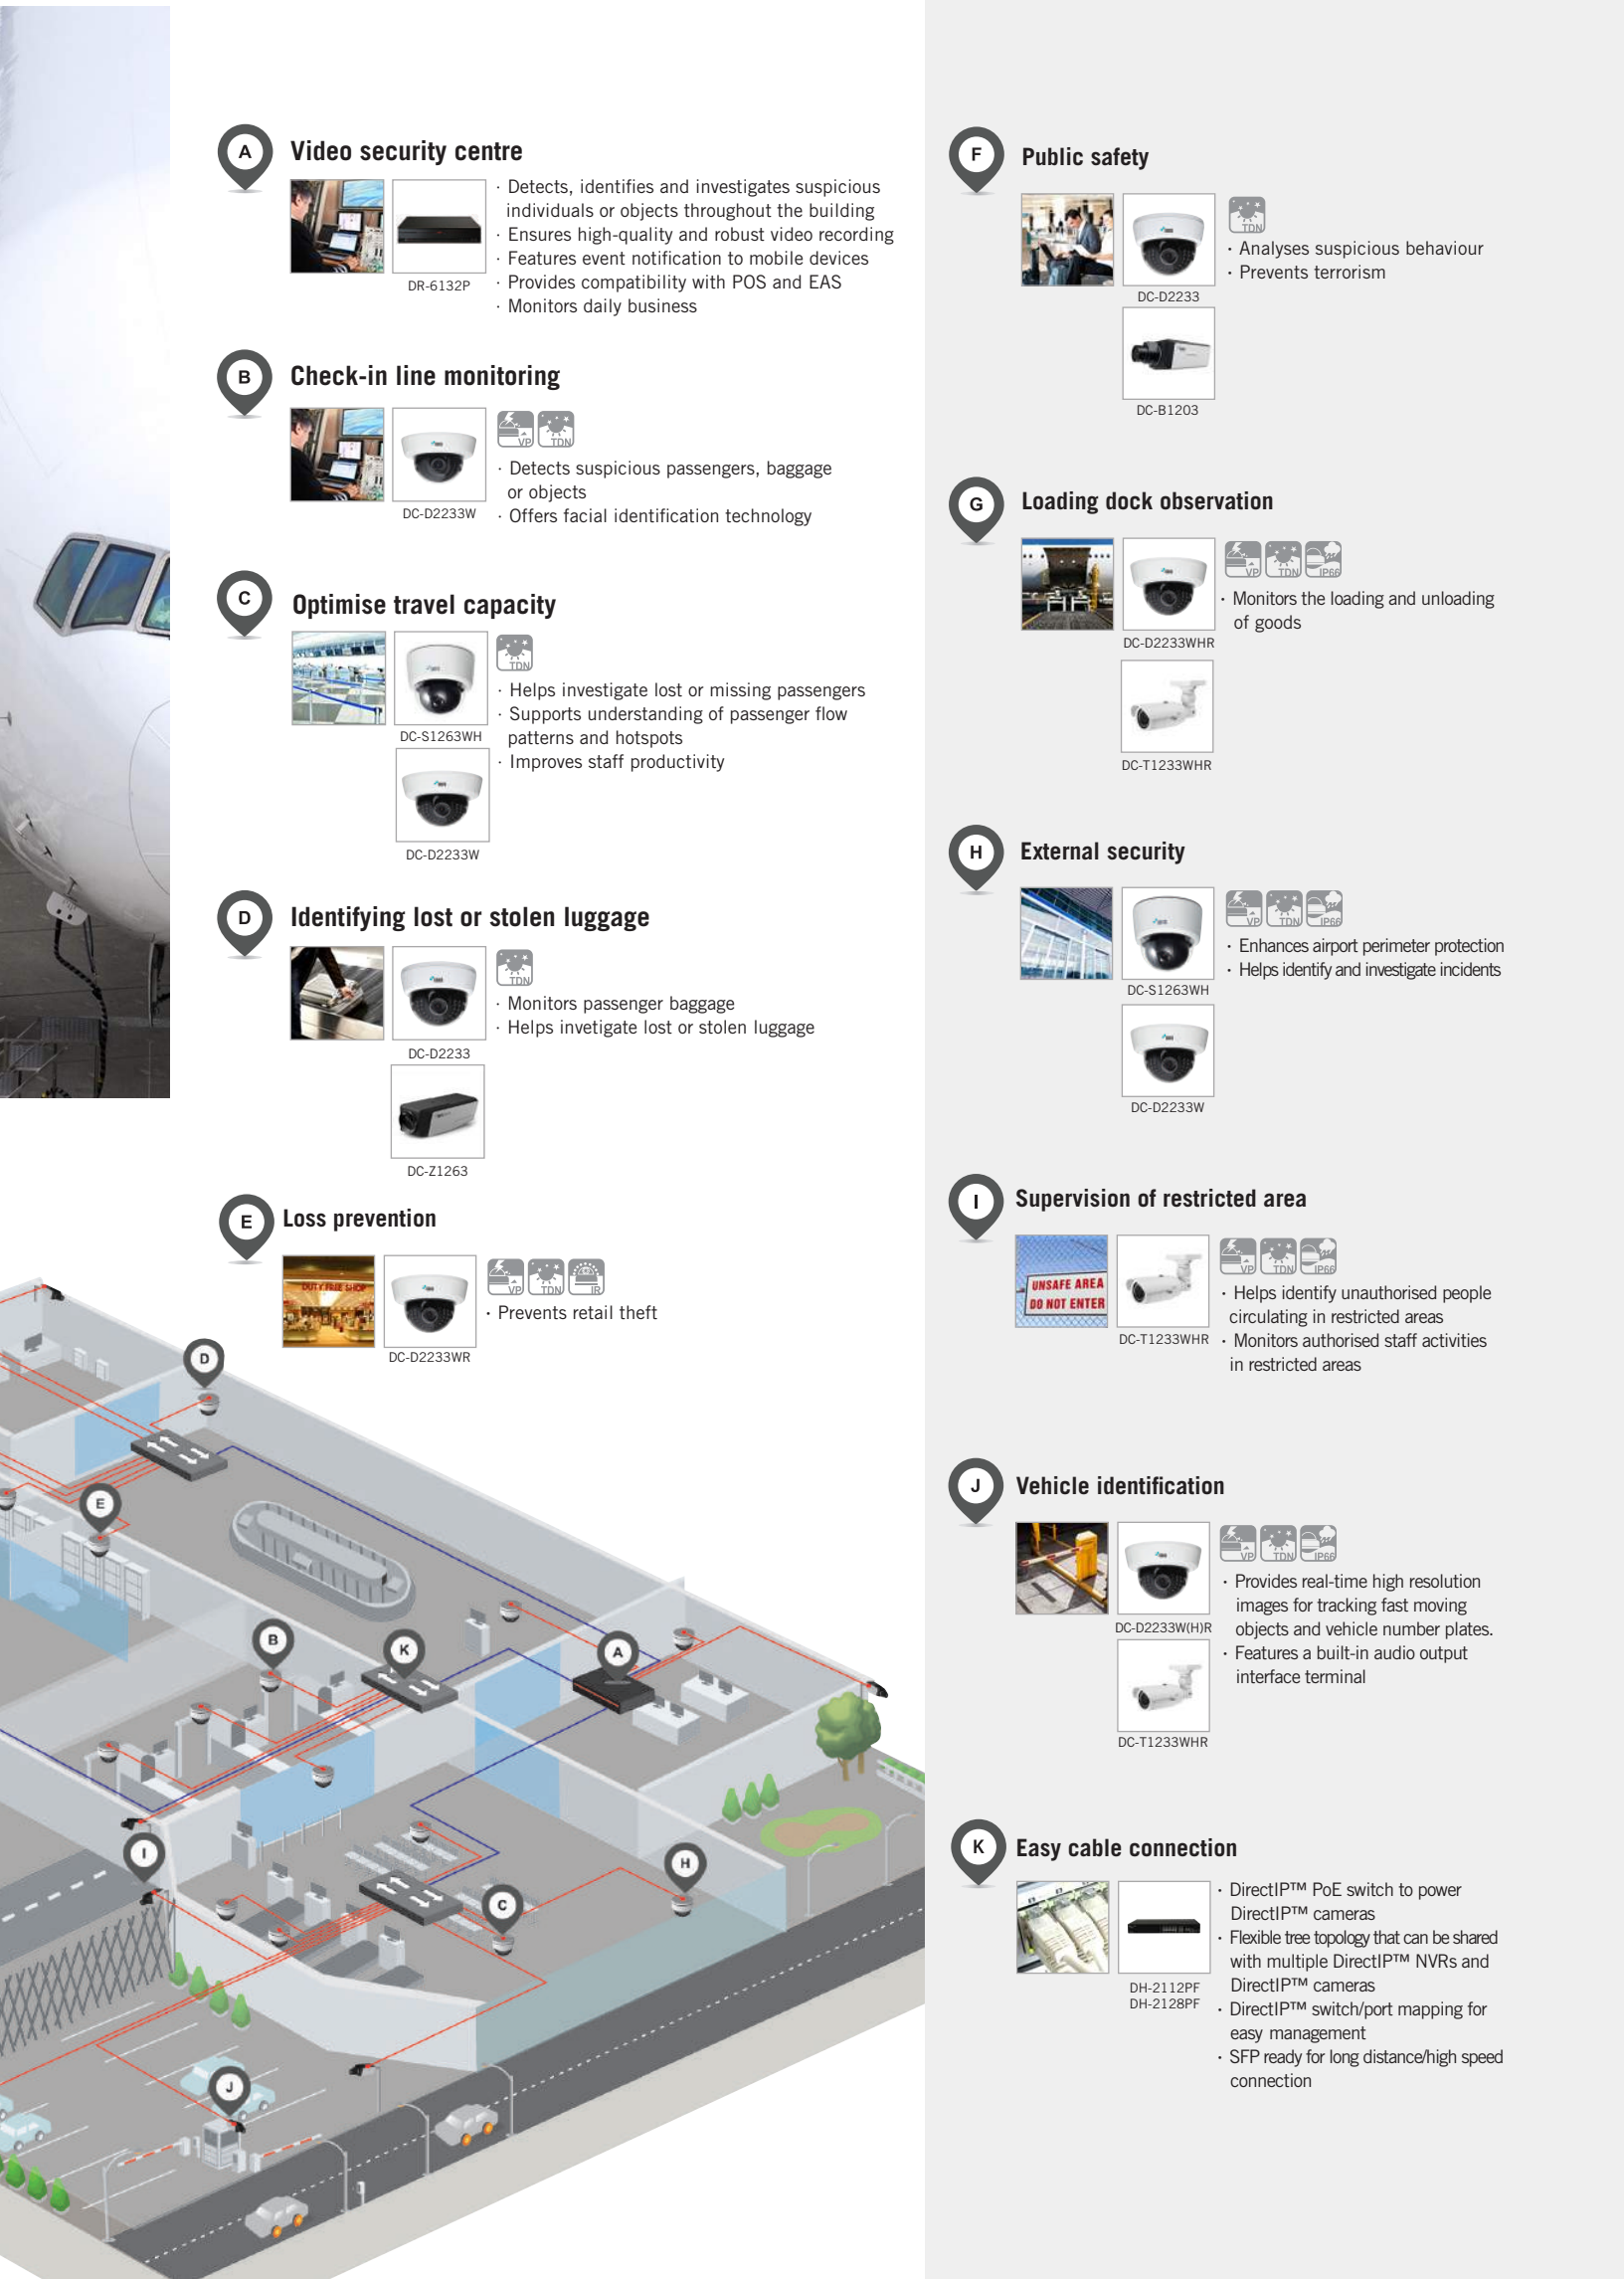 A
Video security centre
DR-6132P
· Detects, identifies and investigates suspicious
individuals or objects throughout the building
· Ensures high-quality and robust video recording
· Features event notification to mobile devices
· Provides compatibility with POS and EAS
· Monitors daily business
B
Check-in line monitoring
DC-D2233W
VP TDN
· Detects suspicious passengers, baggage
or objects
· Offers facial identification technology
C
Optimise travel capacity
DC-S1263WH
DC-D2233W
TDN
· Helps investigate lost or missing passengers
· Supports understanding of passenger flow
patterns and hotspots
· Improves staff productivity
D
Identifying lost or stolen luggage
DC-D2233
DC-Z1263
TDN
· Monitors passenger baggage
· Helps invetigate lost or stolen luggage
E
Loss prevention
DUTY FREE SHOP
DC-D2233WR
VP TDN IR
· Prevents retail theft
D
E
B
K
A
I
H
C
J
F
Public safety
DC-D2233
DC-B1203
TDN
· Analyses suspicious behaviour
· Prevents terrorism
G
Loading dock observation
DC-D2233WHR
DC-T1233WHR
VP TDN IP66
· Monitors the loading and unloading
of goods
H
External security
DC-S1263WH
DC-D2233W
VP TDN IP66
· Enhances airport perimeter protection
· Helps identify and investigate incidents
I
Supervision of restricted area
UNSAFE AREA
DO NOT ENTER
DC-T1233WHR
VP TDN IP66
· Helps identify unauthorised people
circulating in restricted areas
· Monitors authorised staff activities
in restricted areas
J
Vehicle identification
DC-D2233W(H)R
DC-T1233WHR
VP TDN IP66
· Provides real-time high resolution
images for tracking fast moving
objects and vehicle number plates.
· Features a built-in audio output
interface terminal
K
Easy cable connection
DH-2112PF
DH-2128PF
· DirectIP™ PoE switch to power
DirectIP™ cameras
· Flexible tree topology that can be shared
with multiple DirectIP™ NVRs and
DirectIP™ cameras
· DirectIP™ switch/port mapping for
easy management
· SFP ready for long distance/high speed
connection